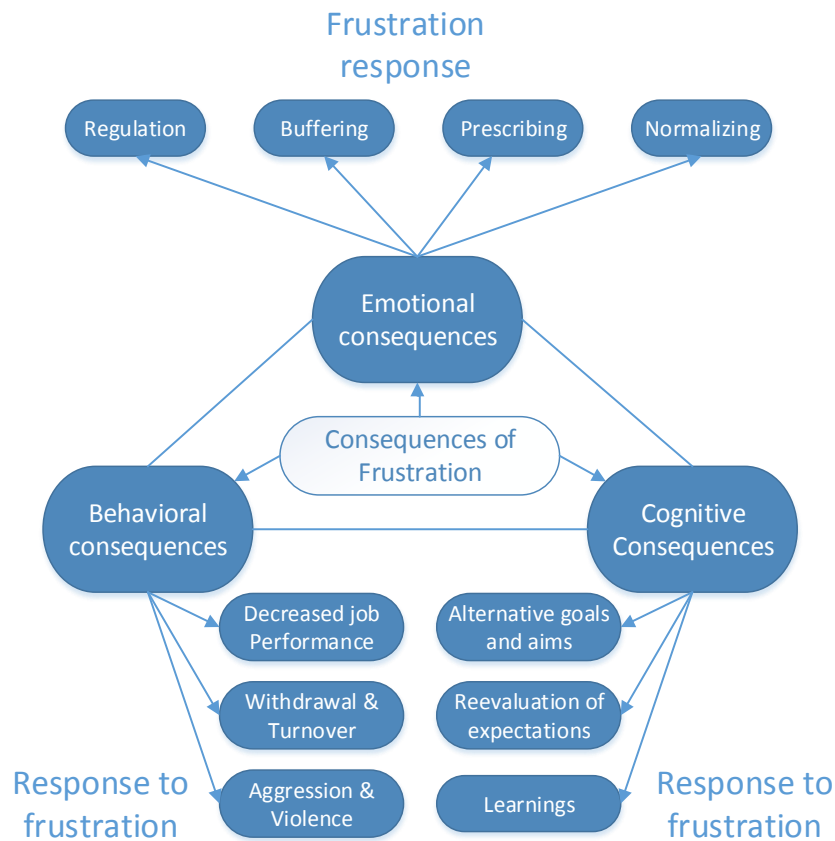 Frustration
response
Regulation
Buffering
Prescribing
Normalizing
Emotional
consequences
Consequences of
Frustration
Behavioral
consequences
Cognitive
Consequences
Decreased job
Performance
Alternative goals
and aims
Withdrawal &
Turnover
Reevaluation of
expectations
Response to
frustration
Aggression &
Violence
Learnings
Response to
frustration